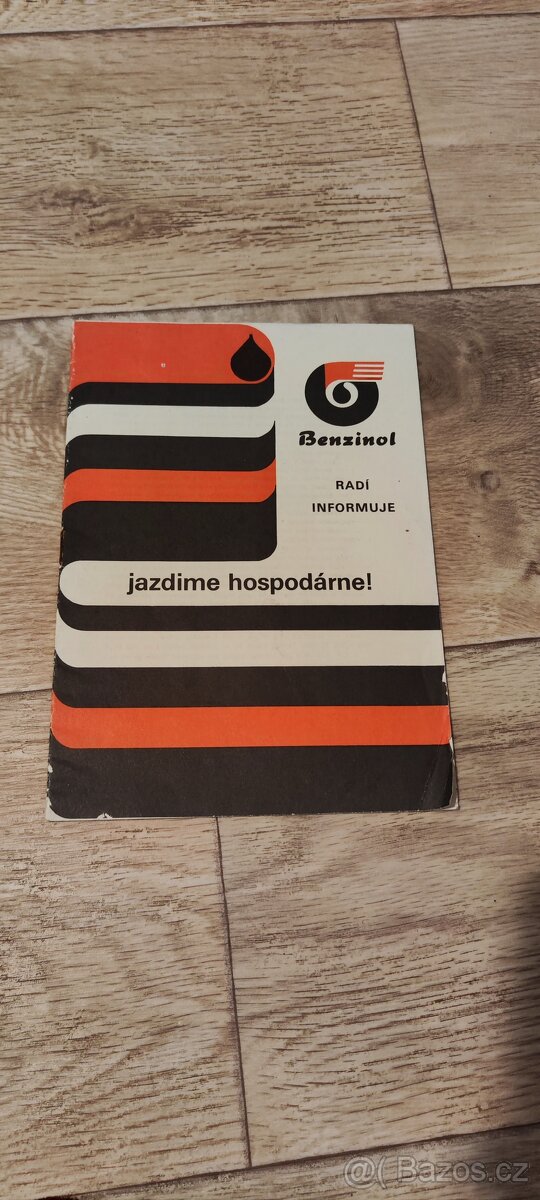 Benzinol
RADÍ
INFORMUJE
jazdime hospodárne!
@( Bazos.cz